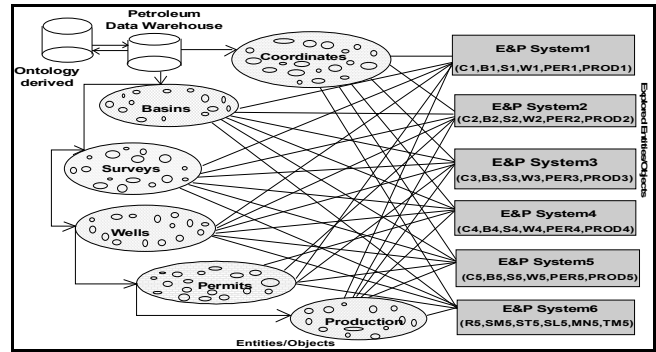 Petroleum
Data Warehouse
Ontology
derived
Coordinates
Basins
Surveys
Wells
Permits
Production
Entities/Objects
E&P System1
(C1,B1,S1,W1,PER1,PROD1)
E&P System2
(C2,B2,S2,W2,PER2,PROD2)
E&P System3
(C3,B3,S3,W3,PER3,PROD3)
E&P System4
(C4,B4,S4,W4,PER4,PROD4)
E&P System5
(C5,B5,S5,W5,PER5,PROD5)
E&P System6
(R5,SM5,ST5,SL5,MN5,TM5)
Explored Entities/Objects